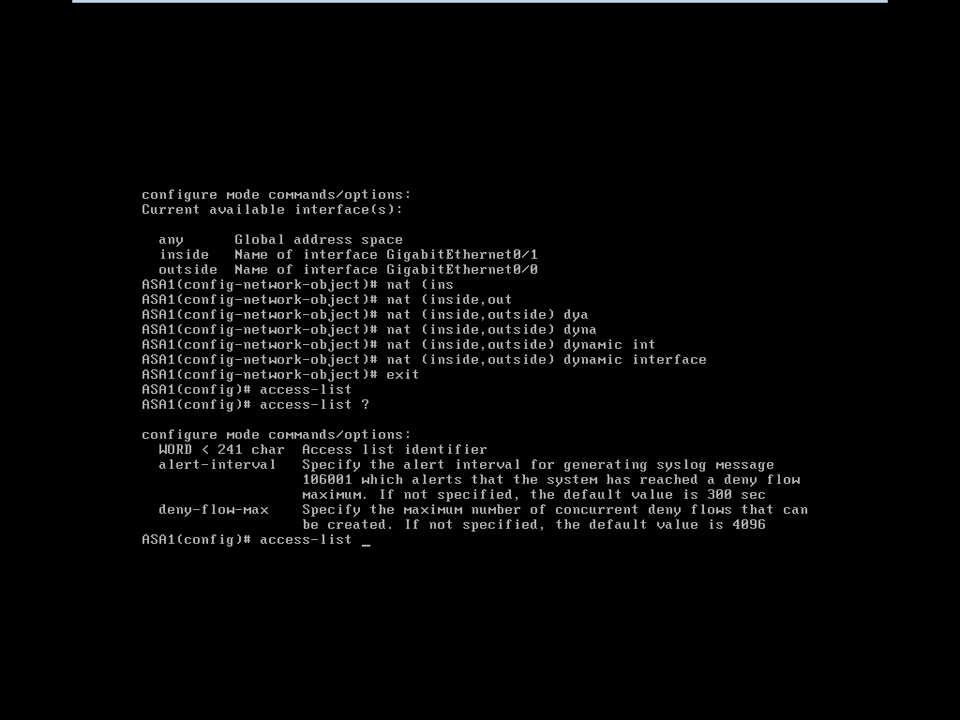 configure mode commands/options:
Current available interface(s):
any      Global address space
inside   Name of interface GigabitEthernet0/1
outside  Name of interface GigabitEthernet0/0
ASA1(config-network-object)# nat (ins
ASA1(config-network-object)# nat (inside,out
ASA1(config-network-object)# nat (inside,outside) dya
ASA1(config-network-object)# nat (inside,outside) dyna
ASA1(config-network-object)# nat (inside,outside) dynamic int
ASA1(config-network-object)# nat (inside,outside) dynamic interface
ASA1(config-network-object)# exit
ASA1(config)# access-list
ASA1(config)# access-list ?
configure mode commands/options:
WORD < 241 char  Access list identifier
alert-interval   Specify the alert interval for generating syslog message
106001 which alerts that the system has reached a deny flow
maximum. If not specified, the default value is 300 sec
deny-flow-max    Specify the maximum number of concurrent deny flows that can
be created. If not specified, the default value is 4096
ASA1(config)# access-list _